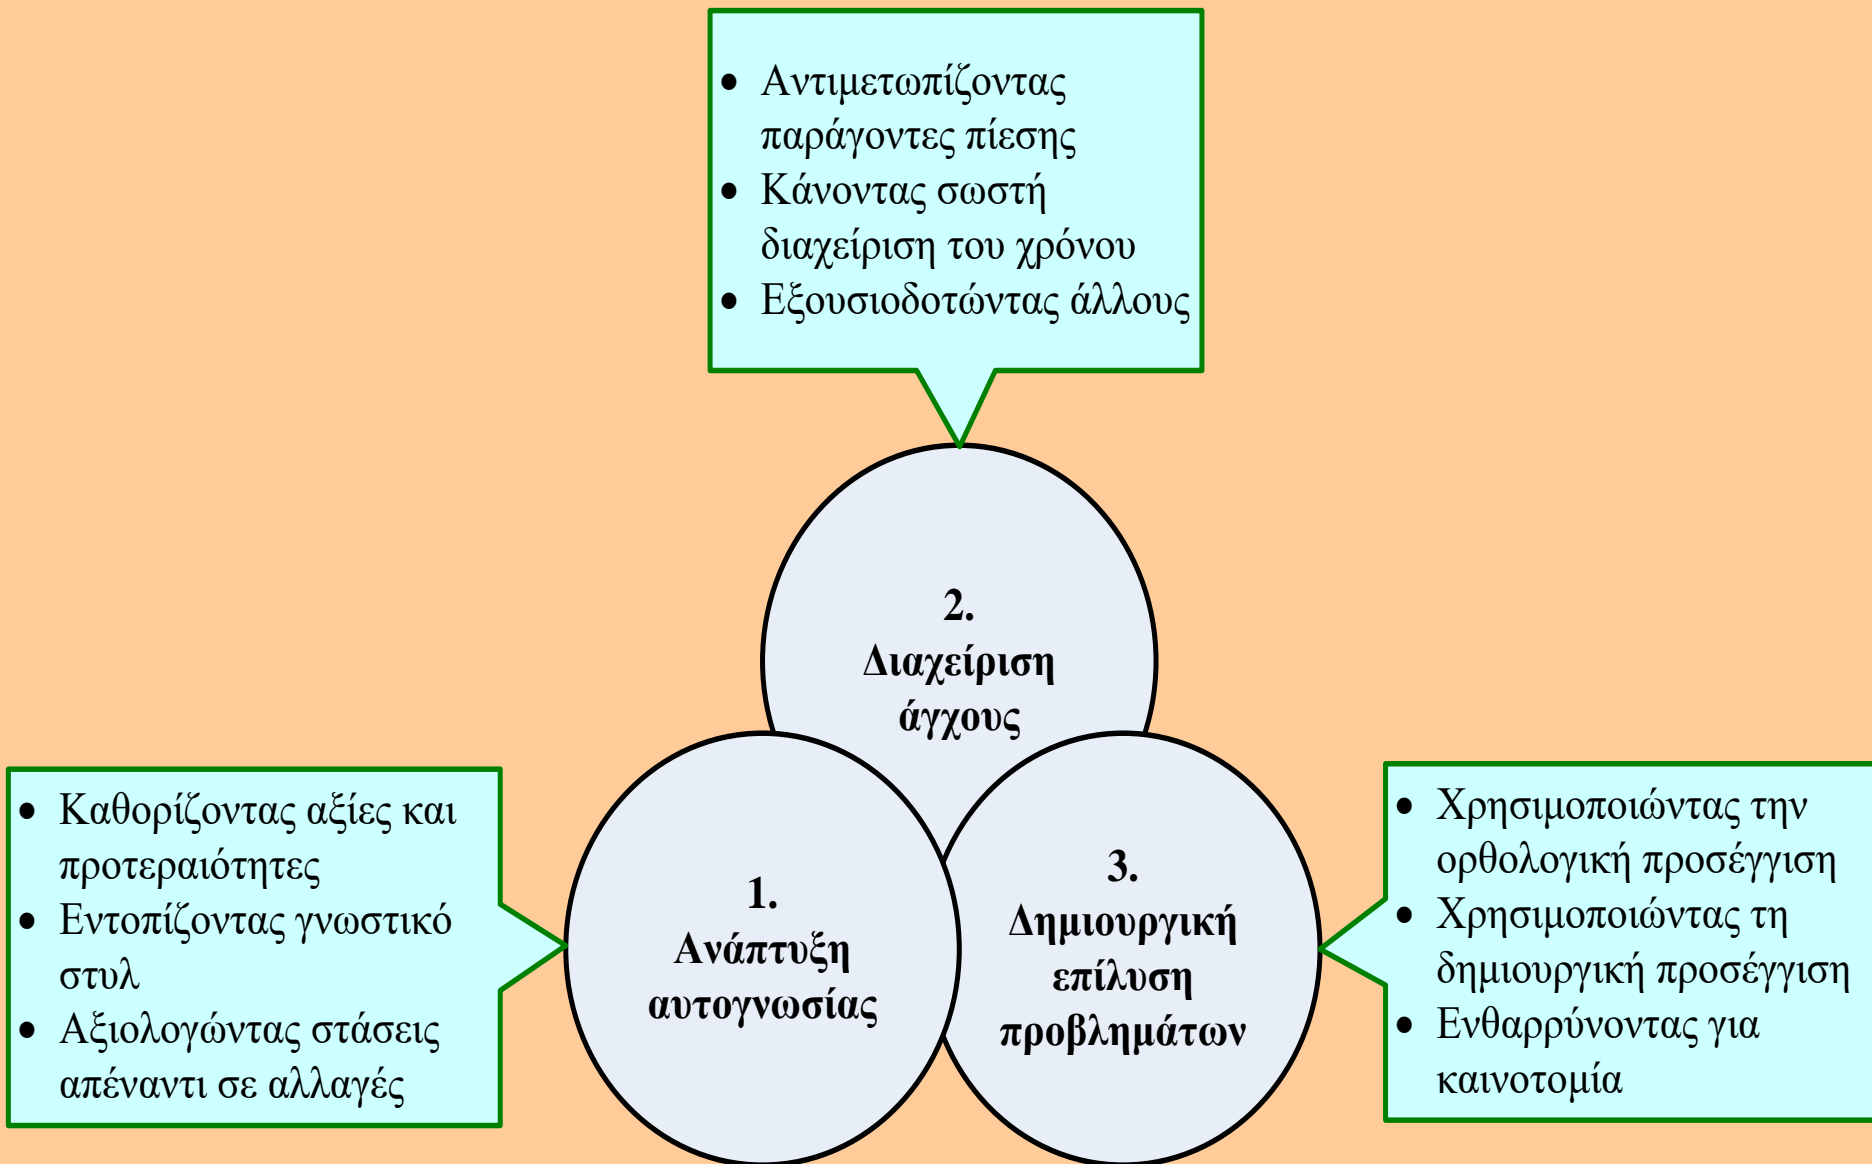 • Αντιμετωπίζοντας
παράγοντες πίεσης
• Κάνοντας σωστή
διαχείριση του χρόνου
• Εξουσιοδοτώντας άλλους
2.
Διαχείριση
άγχους
• Καθορίζοντας αξίες και
προτεραιότητες
• Εντοπίζοντας γνωστικό
στυλ
• Αξιολογώντας στάσεις
απέναντι σε αλλαγές
1.
Ανάπτυξη
αυτογνωσίας
3.
Δημιουργική
επίλυση
προβλημάτων
• Χρησιμοποιώντας την
ορθολογική προσέγγιση
• Χρησιμοποιώντας τη
δημιουργική προσέγγιση
• Ενθαρρύνοντας για
καινοτομία